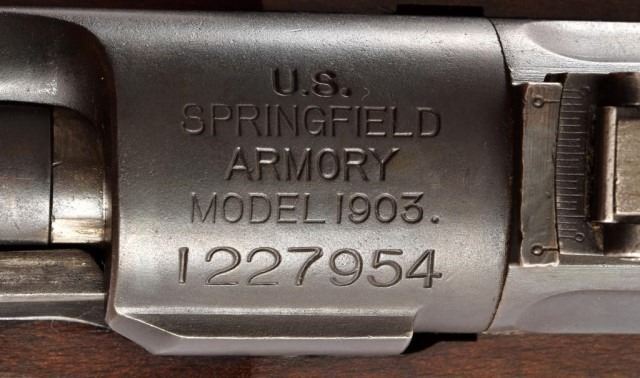 U.S.
SPRINGFIELD
ARMORY
MODEL 1903.
1227954